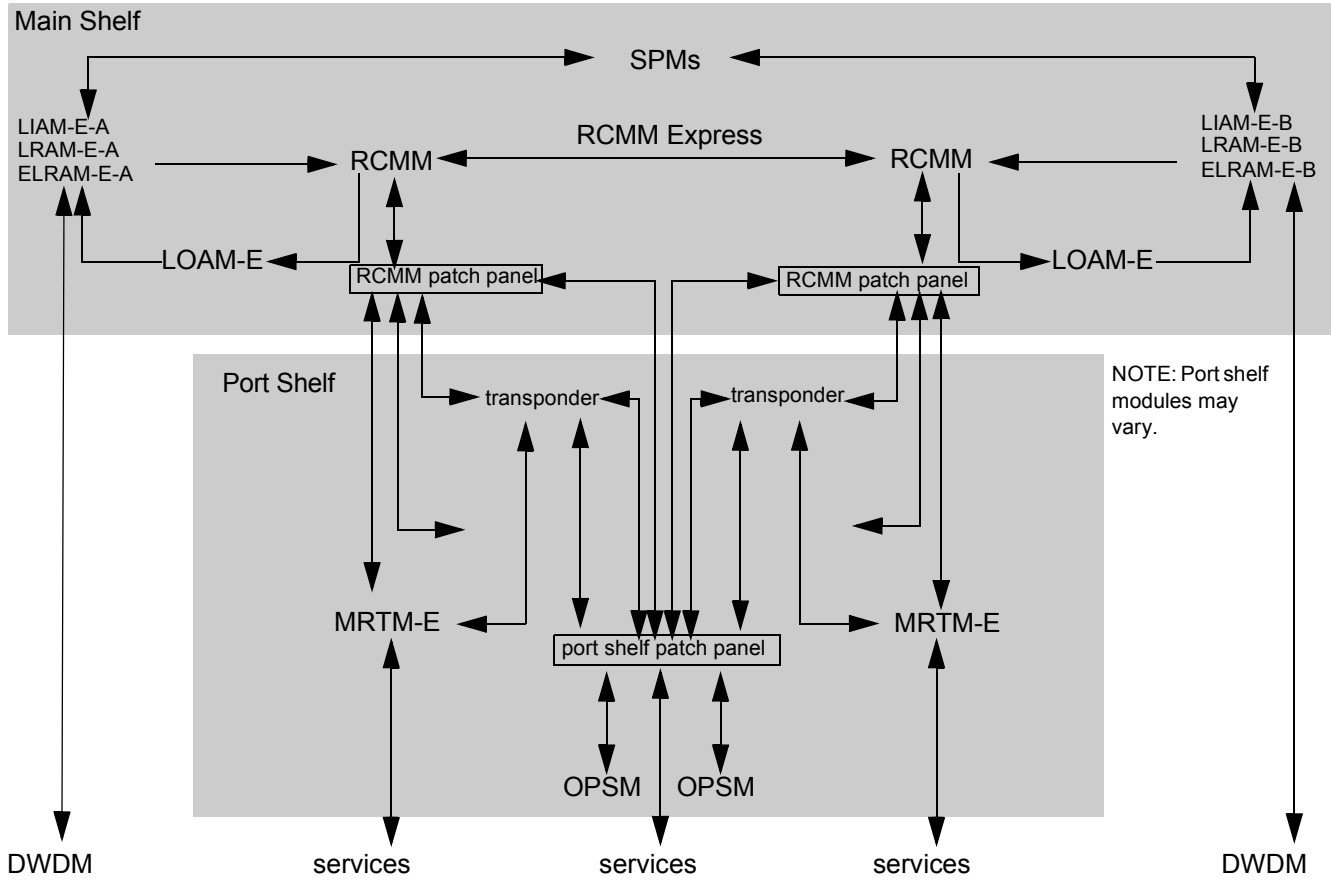 Main Shelf
SPMs
LIAM-E-A
LRAM-E-A
ELRAM-E-A
RCMM
RCMM Express
RCMM
LIAM-E-B
LRAM-E-B
ELRAM-E-B
LOAM-E
RCMM patch panel
RCMM patch panel
LOAM-E
Port Shelf
transponder
transponder
NOTE: Port shelf
modules may
vary.
MRTM-E
port shelf patch panel
MRTM-E
OPSM
OPSM
DWDM
services
services
services
DWDM